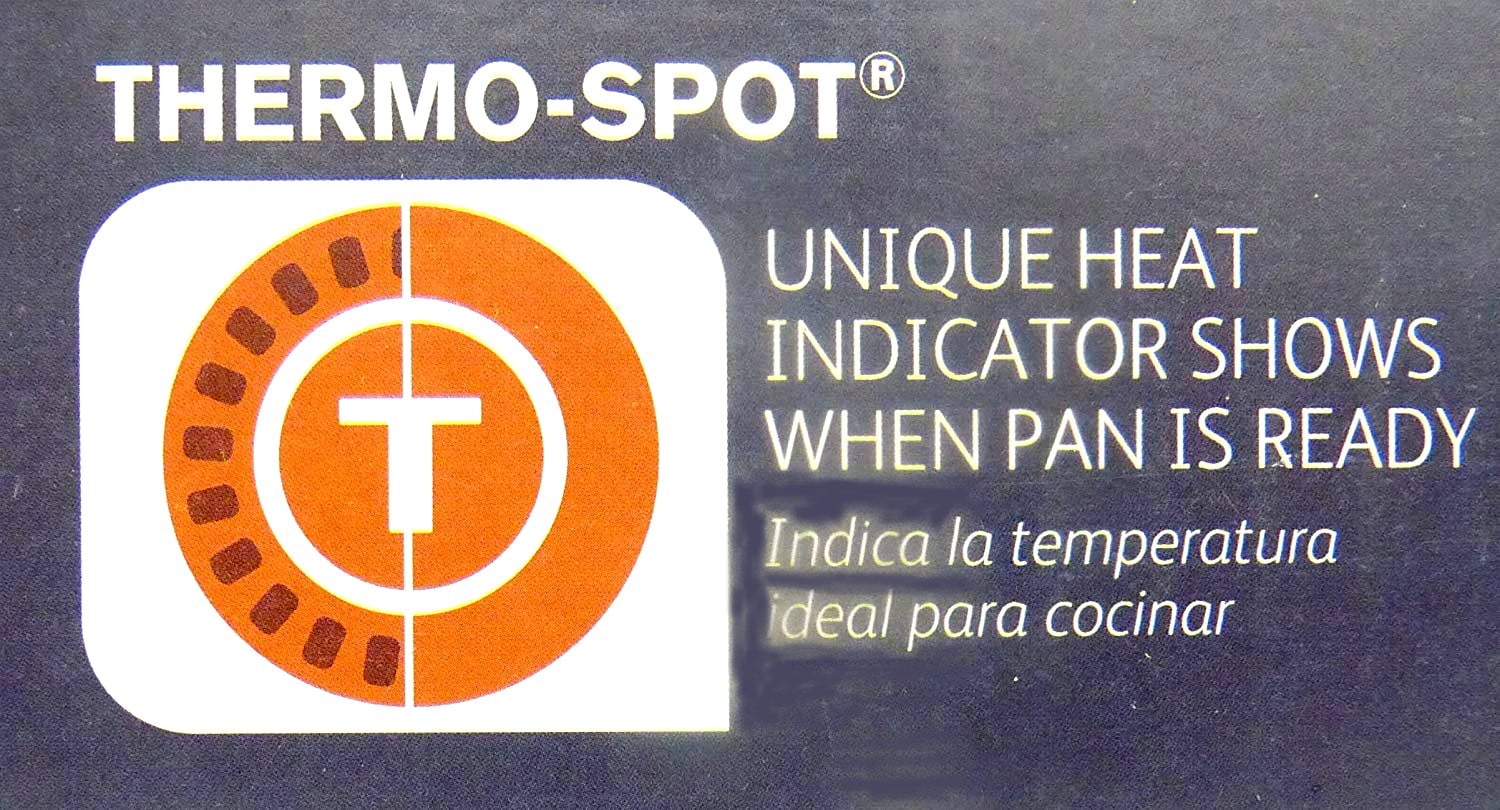 THERMO-SPOT®
T
UNIQUE HEAT
INDICATOR SHOWS
WHEN PAN IS READY
Indica la temperatura
ideal para cocinar